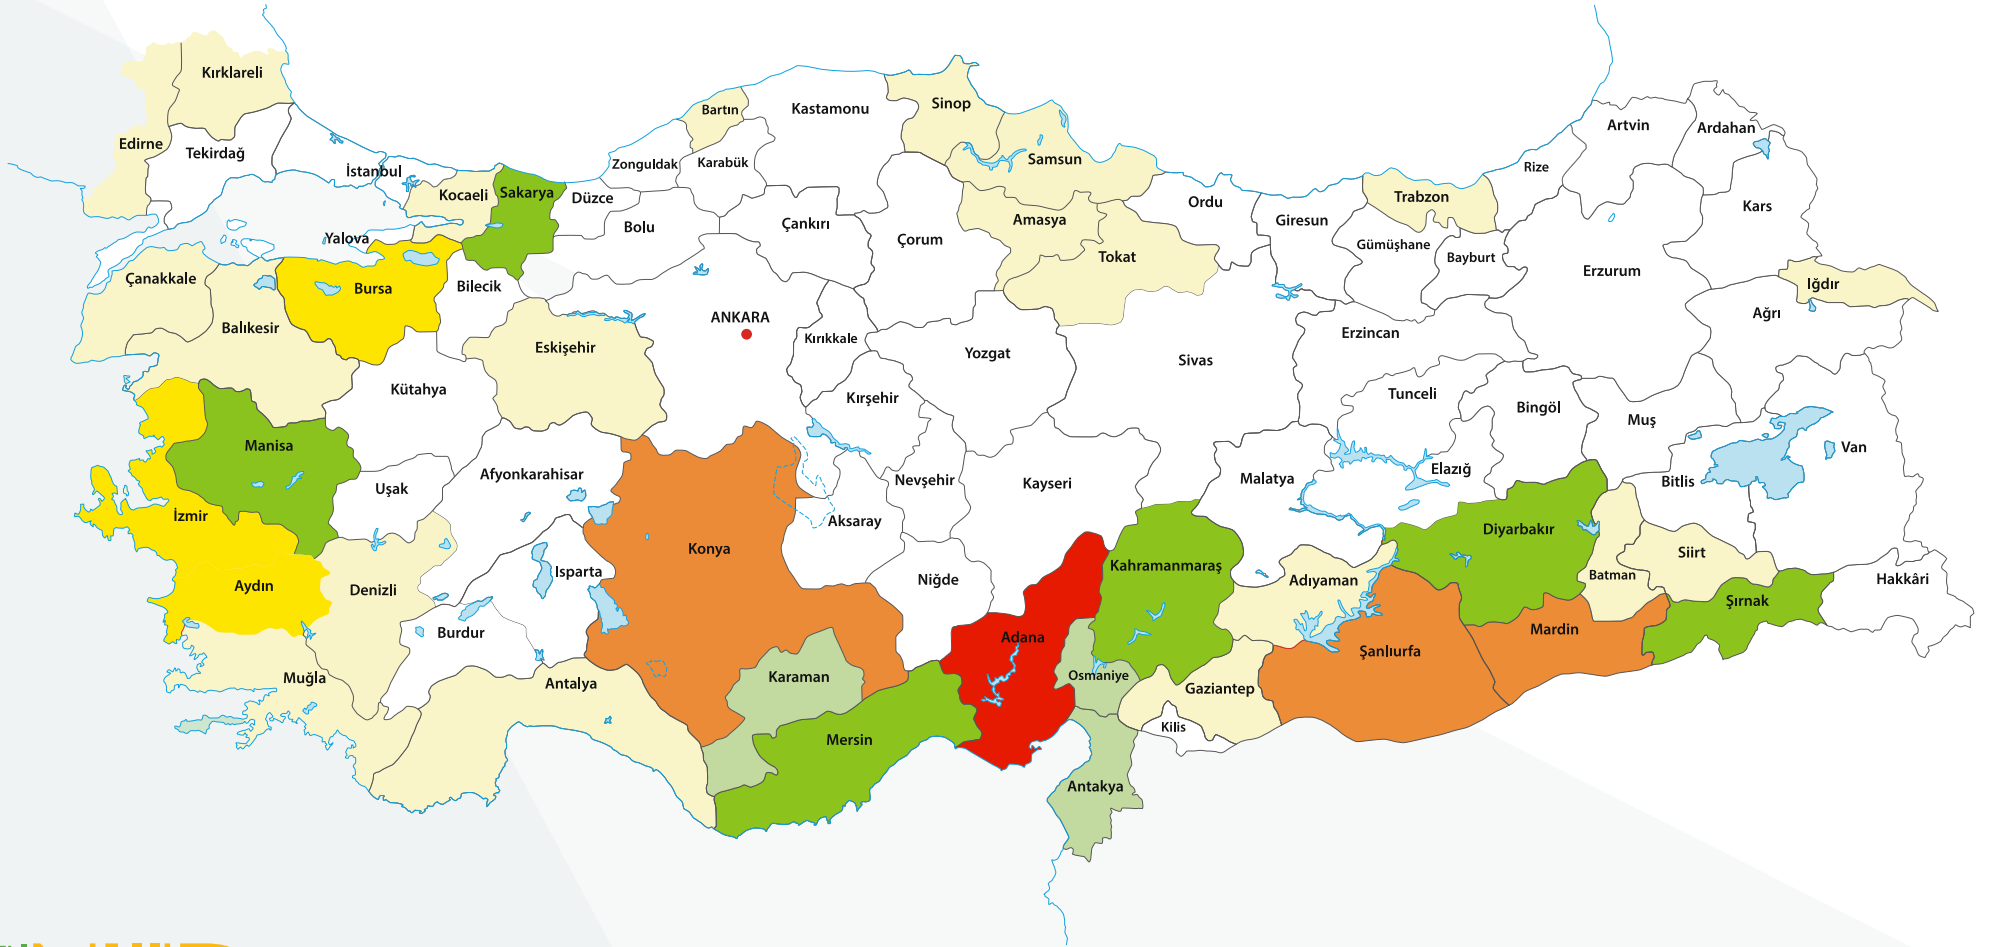 Kırklareli
Edirne
Tekirdağ
İstanbul
Kocaeli
Sakarya
Düzce
Zonguldak
Bartın
Karabük
Kastamonu
Sinop
Samsun
Ordu
Giresun
Trabzon
Rize
Artvin
Ardahan
Kars
Yalova
Bolu
Çankırı
Çorum
Amasya
Tokat
Gümüşhane
Bayburt
Erzurum
Iğdır
Ağrı
Çanakkale
Balıkesir
Bursa
Bilecik
Eskişehir
ANKARA
Kırıkkale
Yozgat
Sivas
Erzincan
Tunceli
Bingöl
Muş
Van
Bitlis
Kütahya
Kırşehir
Manisa
Uşak
Afyonkarahisar
Nevşehir
Kayseri
Malatya
Elazığ
İzmir
Aydın
Denizli
Isparta
Burdur
Konya
Aksaray
Niğde
Kahramanmaraş
Adıyaman
Diyarbakır
Batman
Siirt
Şırnak
Hakkâri
Mardin
Şanlıurfa
Muğla
Antalya
Karaman
Mersin
Adana
Osmaniye
Gaziantep
Kilis
Antakya